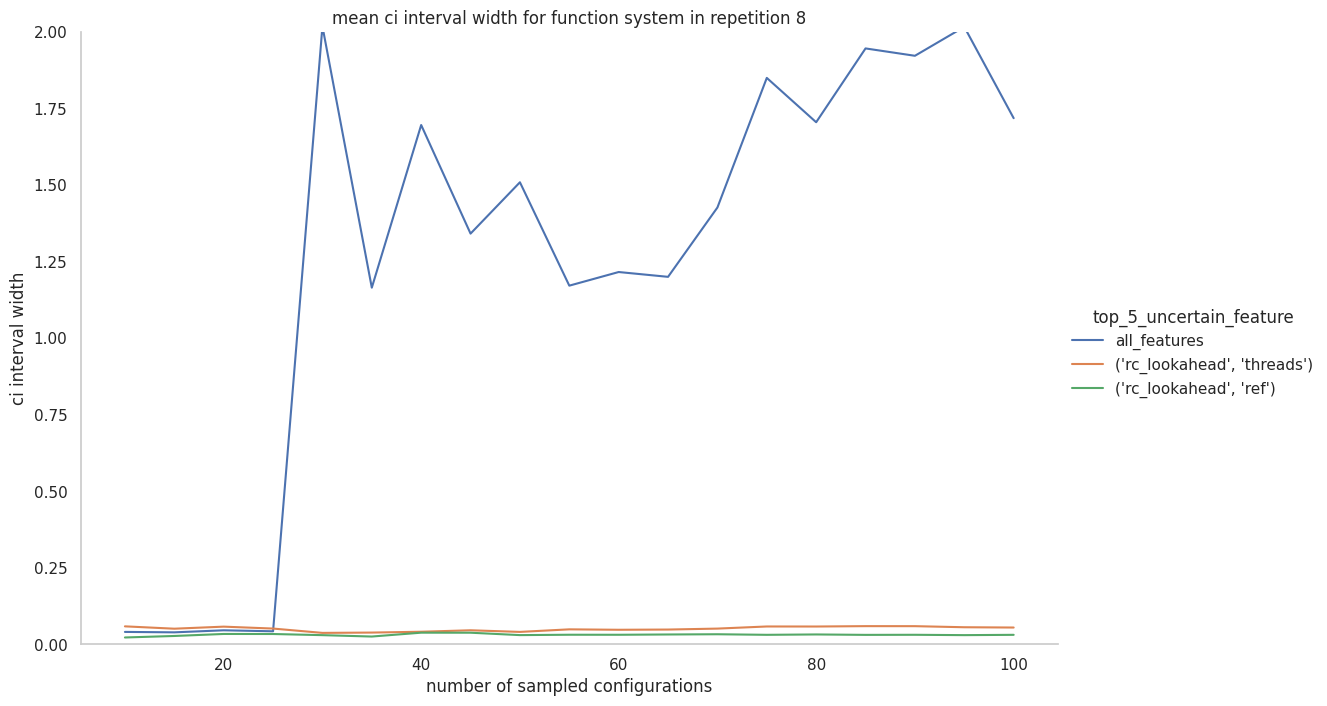 mean ci interval width for function system in repetition 8
2.00
1.75
1.50
1.25
1.00
0.75
0.50
0.25
0.00
ci interval width
20
40
60
80
100
number of sampled configurations
top_5_uncertain_feature
all_features
('rc_lookahead', 'threads')
('rc_lookahead', 'ref')